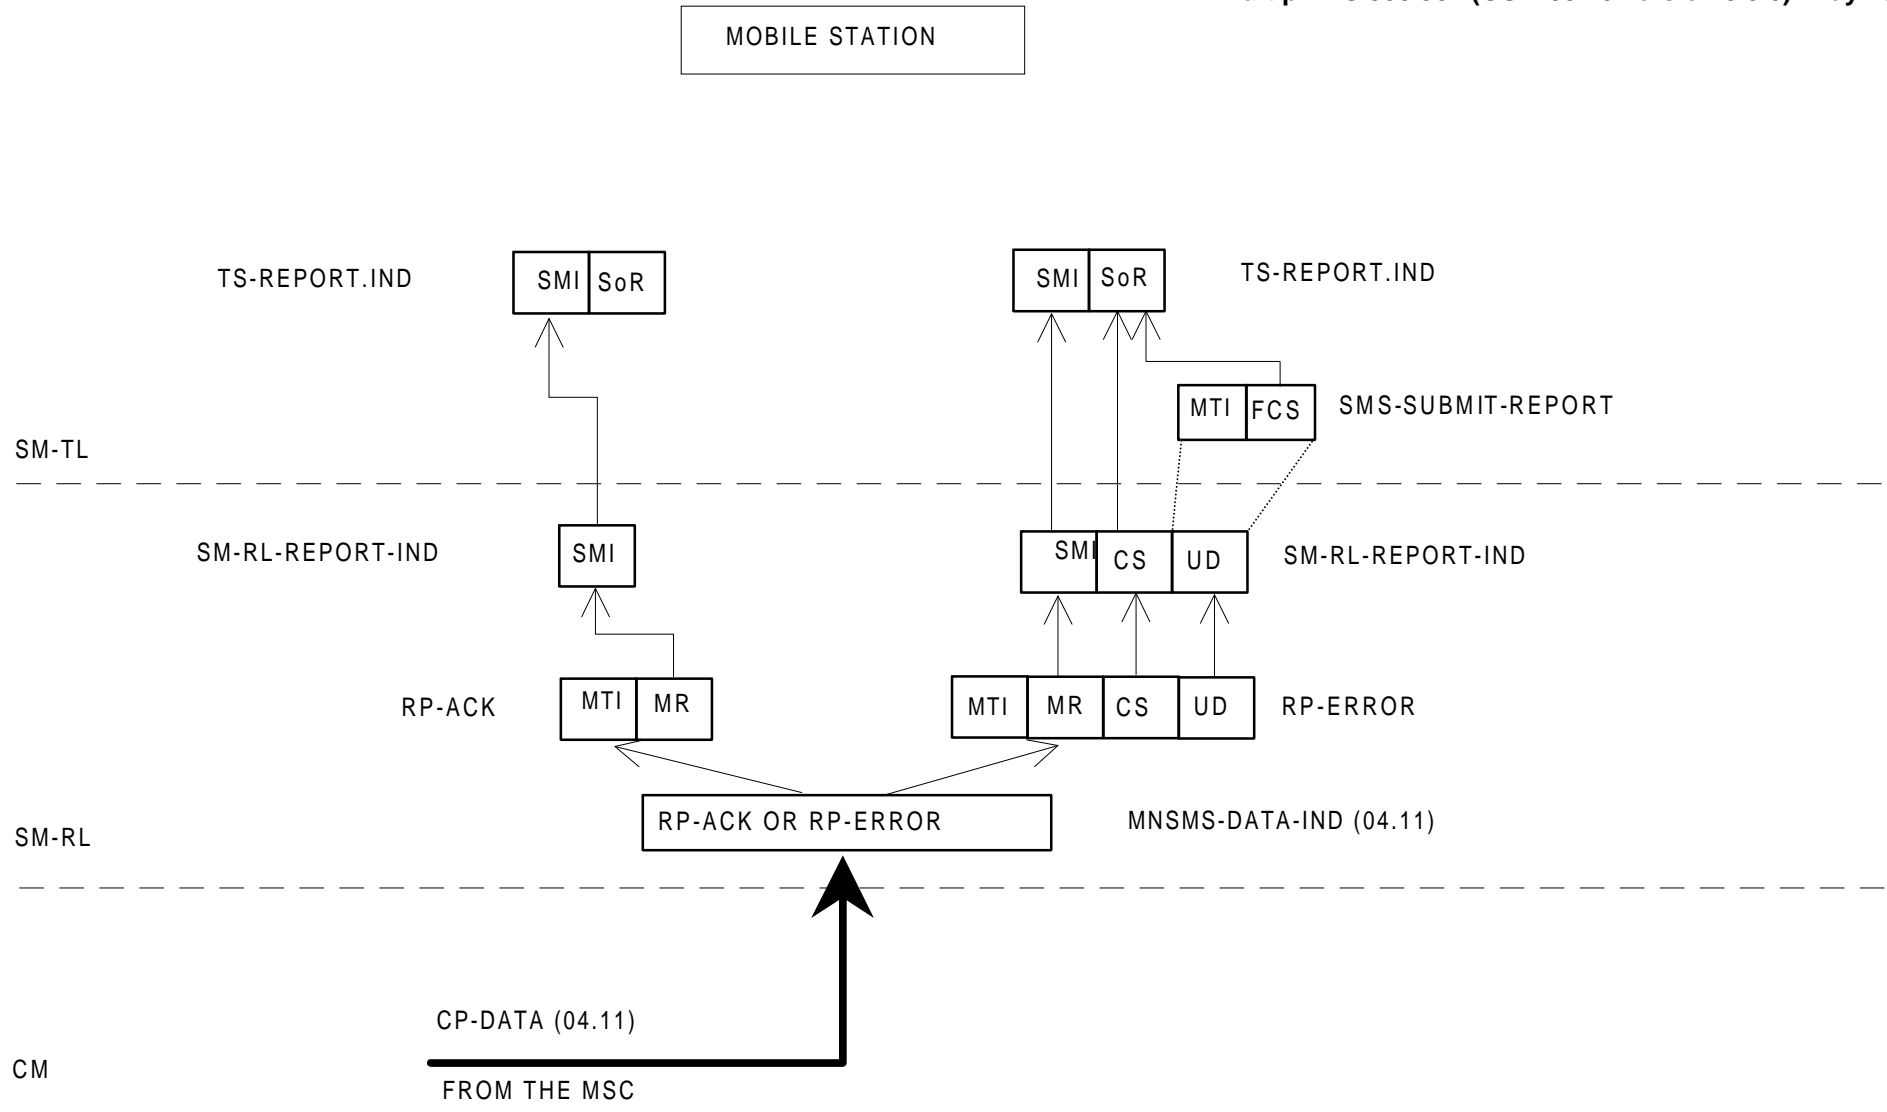 MOBILE STATION
TS-REPORT.IND
SMI SoR
SMI SoR
TS-REPORT.IND
MTI FCS
SMS-SUBMIT-REPORT
SM-TL
SM-RL-REPORT-IND
SMI
SMI CS UD
SM-RL-REPORT-IND
RP-ACK
MTI MR
MTI MR CS UD
RP-ERROR
RP-ACK OR RP-ERROR
MNSMS-DATA-IND (04.11)
SM-RL
CP-DATA (04.11)
CM
FROM THE MSC